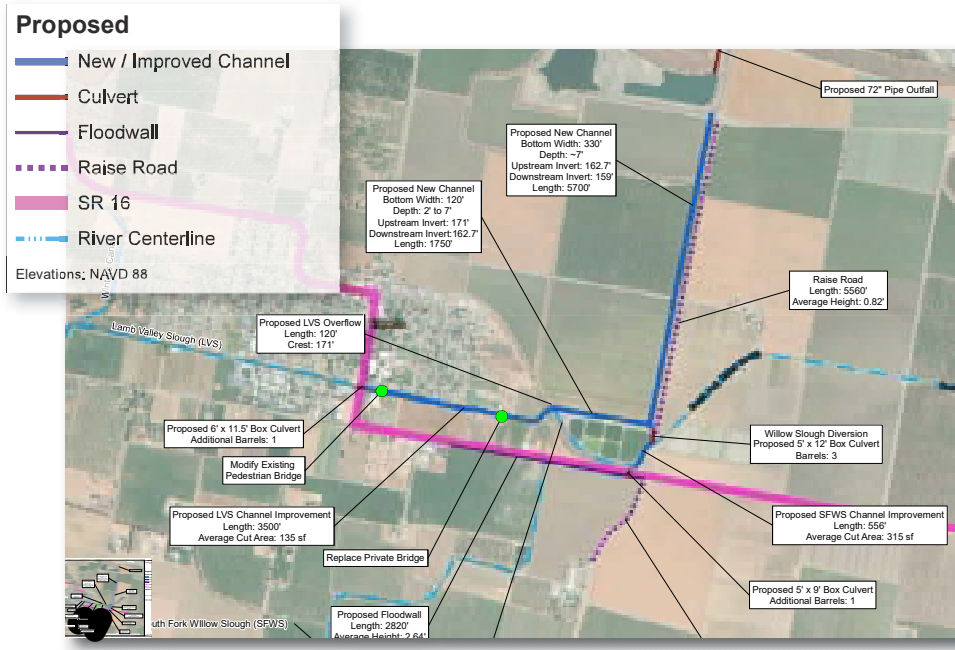 Proposed
New / Improved Channel
Culvert
Floodwall
Raise Road
SR 16
River Centerline
Elevations: NAVD 88
Proposed 72" Pipe Outfall
Proposed New Channel
Bottom Width: 330'
Depth: ~7'
Upstream Invert: 162.7'
Downstream Invert: 159'
Length: 5700'
Proposed New Channel
Bottom Width: 120'
Depth: 2' to 7'
Upstream Invert: 171'
Downstream Invert:162.7'
Length: 1750'
Raise Road
Length: 5560'
Average Height: 0.82'
Lamb Valley Slough (LVS)
Proposed LVS Overflow
Length: 120'
Crest: 171'
Proposed 6' x 11.5' Box Culvert
Additional Barrels: 1
Modify Existing
Pedestrian Bridge
Willow Slough Diversion
Proposed 5' x 12' Box Culvert
Barrels: 3
Proposed LVS Channel Improvement
Length: 3500'
Average Cut Area: 135 sf
Replace Private Bridge
Proposed SFWS Channel Improvement
Length: 556'
Average Cut Area: 315 sf
Proposed 5' x 9' Box Culvert
Additional Barrels: 1
Proposed Floodwall
Length: 2820'
Average Height: 2.64'
Fork Willow Slough (SFWS)